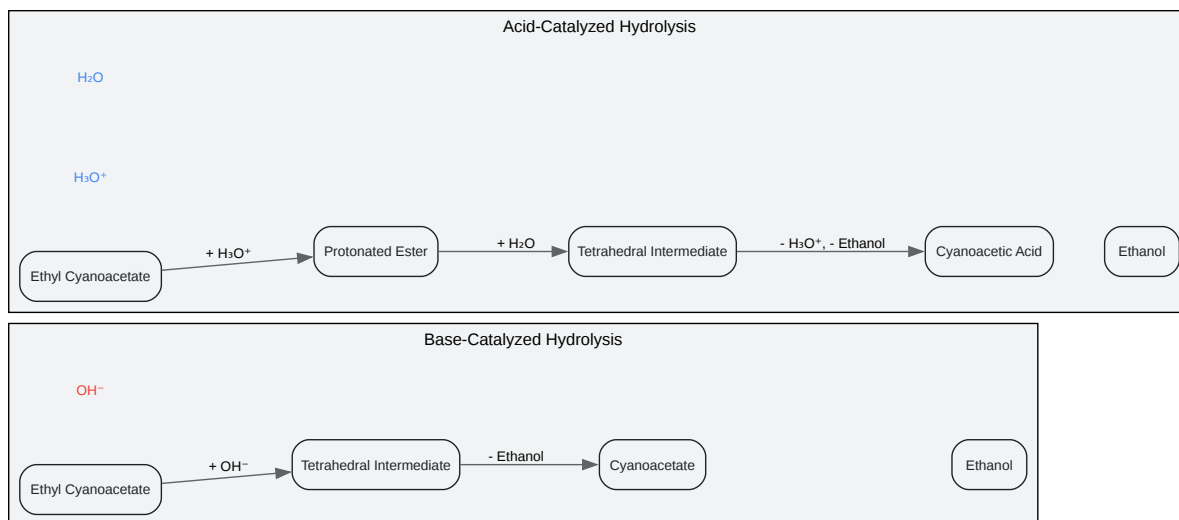 Acid-Catalyzed Hydrolysis
H₂O
H₃O⁺
+ H₃O⁺
Protonated Ester
+ H₂O
Tetrahedral Intermediate
- H₃O⁺, - Ethanol
Cyanoacetic Acid
Ethanol
Ethyl Cyanoacetate
Base-Catalyzed Hydrolysis
OH⁻
+ OH⁻
Tetrahedral Intermediate
- Ethanol
Cyanoacetate
Ethanol
Ethyl Cyanoacetate